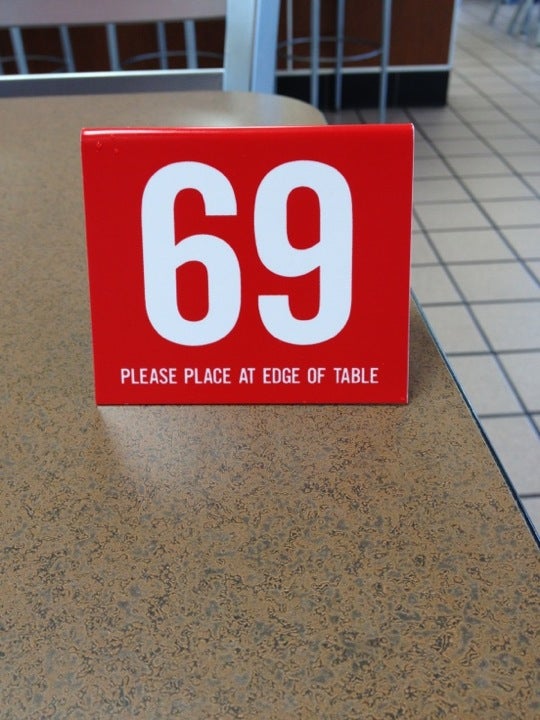 69
PLEASE PLACE AT EDGE OF TABLE